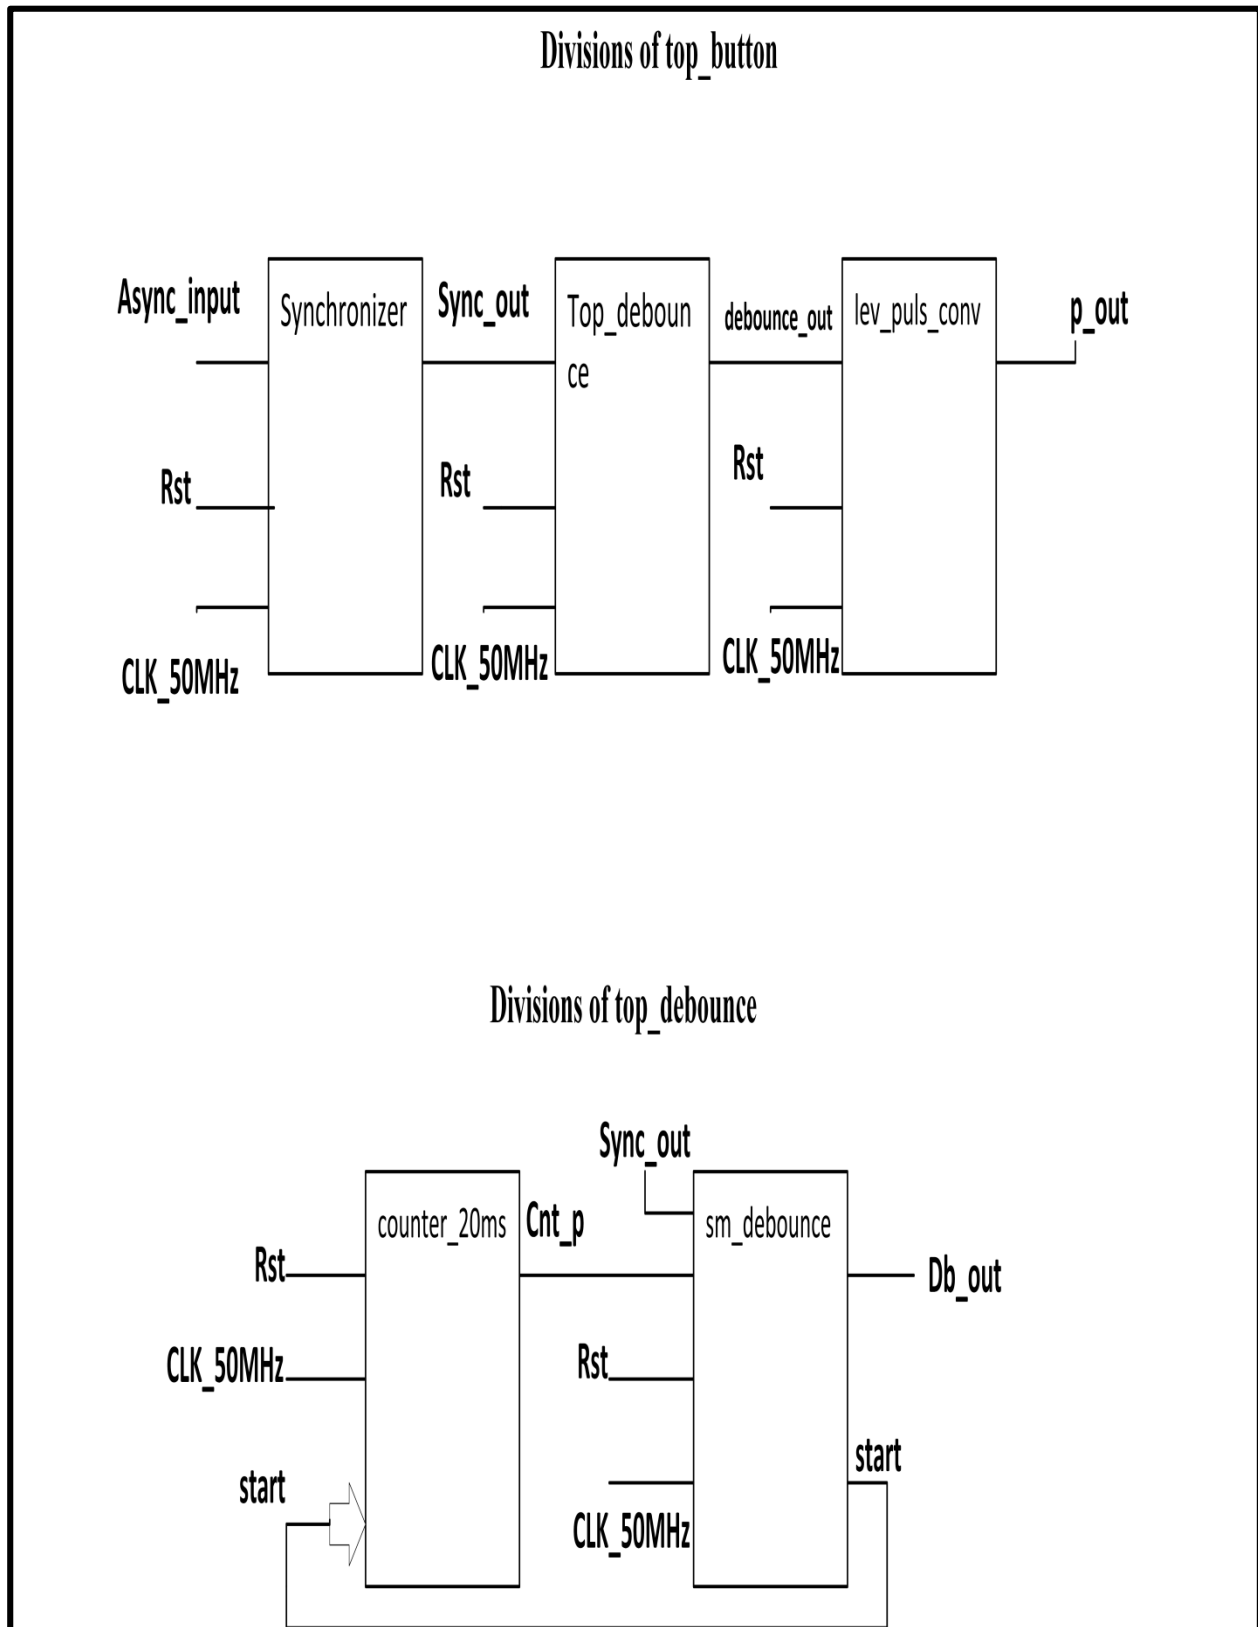 Divisions of top_button
Async_input
Synchronizer
Sync_out
Top_deboun
ce
debounce_out
lev_puls_conv
p_out
Rst
Rst
Rst
CLK_50MHz
CLK_50MHz
CLK_50MHz
Divisions of top_debounce
Sync_out
counter_20ms
Cnt_p
sm_debounce
Rst
Db_out
CLK_50MHz
Rst
start
start
CLK_50MHz